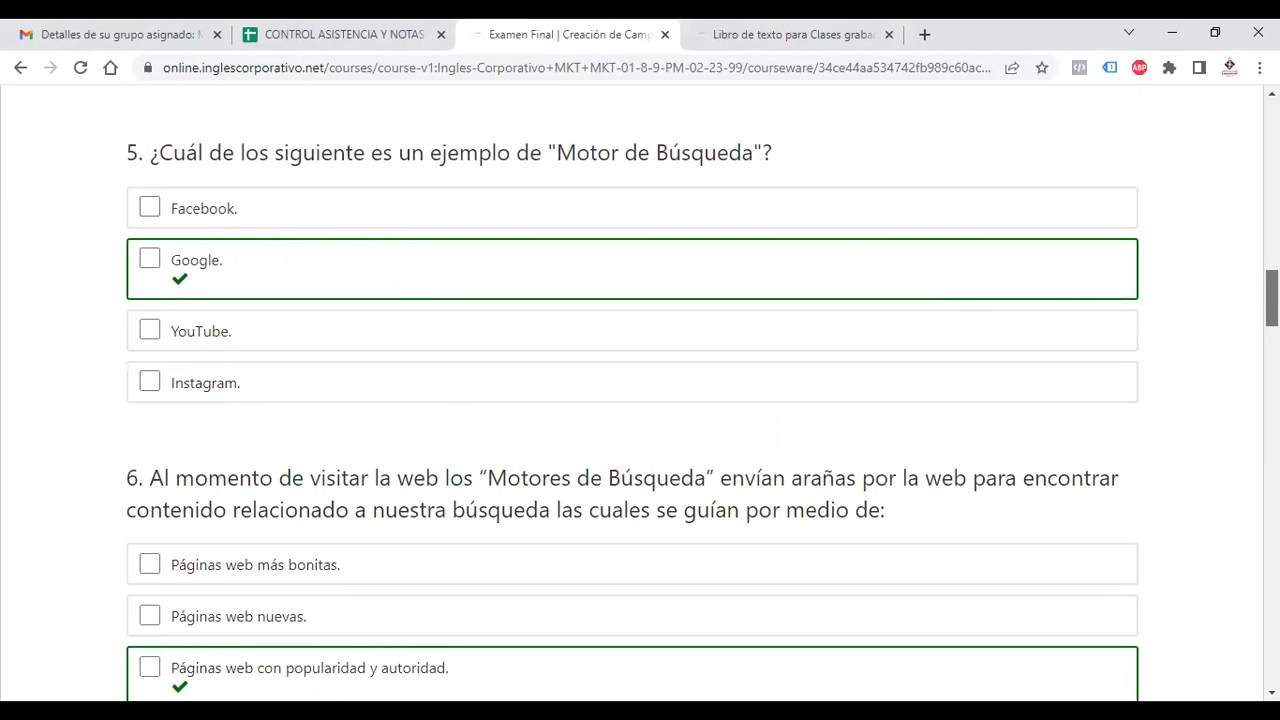 Detalles de su grupo asignado:
CONTROL ASISTENCIA Y NOTAS
Examen Final | Creación de Camp
Libro de texto para Clases graba
online.inglescorporativo.net/courses/course-v1:Ingles-Corporativo+MKT+MKT-01-8-9-PM-02-23-99/courseware/34ce44aa534742fb989c60ac...
ABP
5. ¿Cuál de los siguiente es un ejemplo de "Motor de Búsqueda"?
Facebook.
Google.
YouTube.
Instagram.
6. Al momento de visitar la web los “Motores de Búsqueda” envían arañas por la web para encontrar
contenido relacionado a nuestra búsqueda las cuales se guían por medio de:
Páginas web más bonitas.
Páginas web nuevas.
Páginas web con popularidad y autoridad.